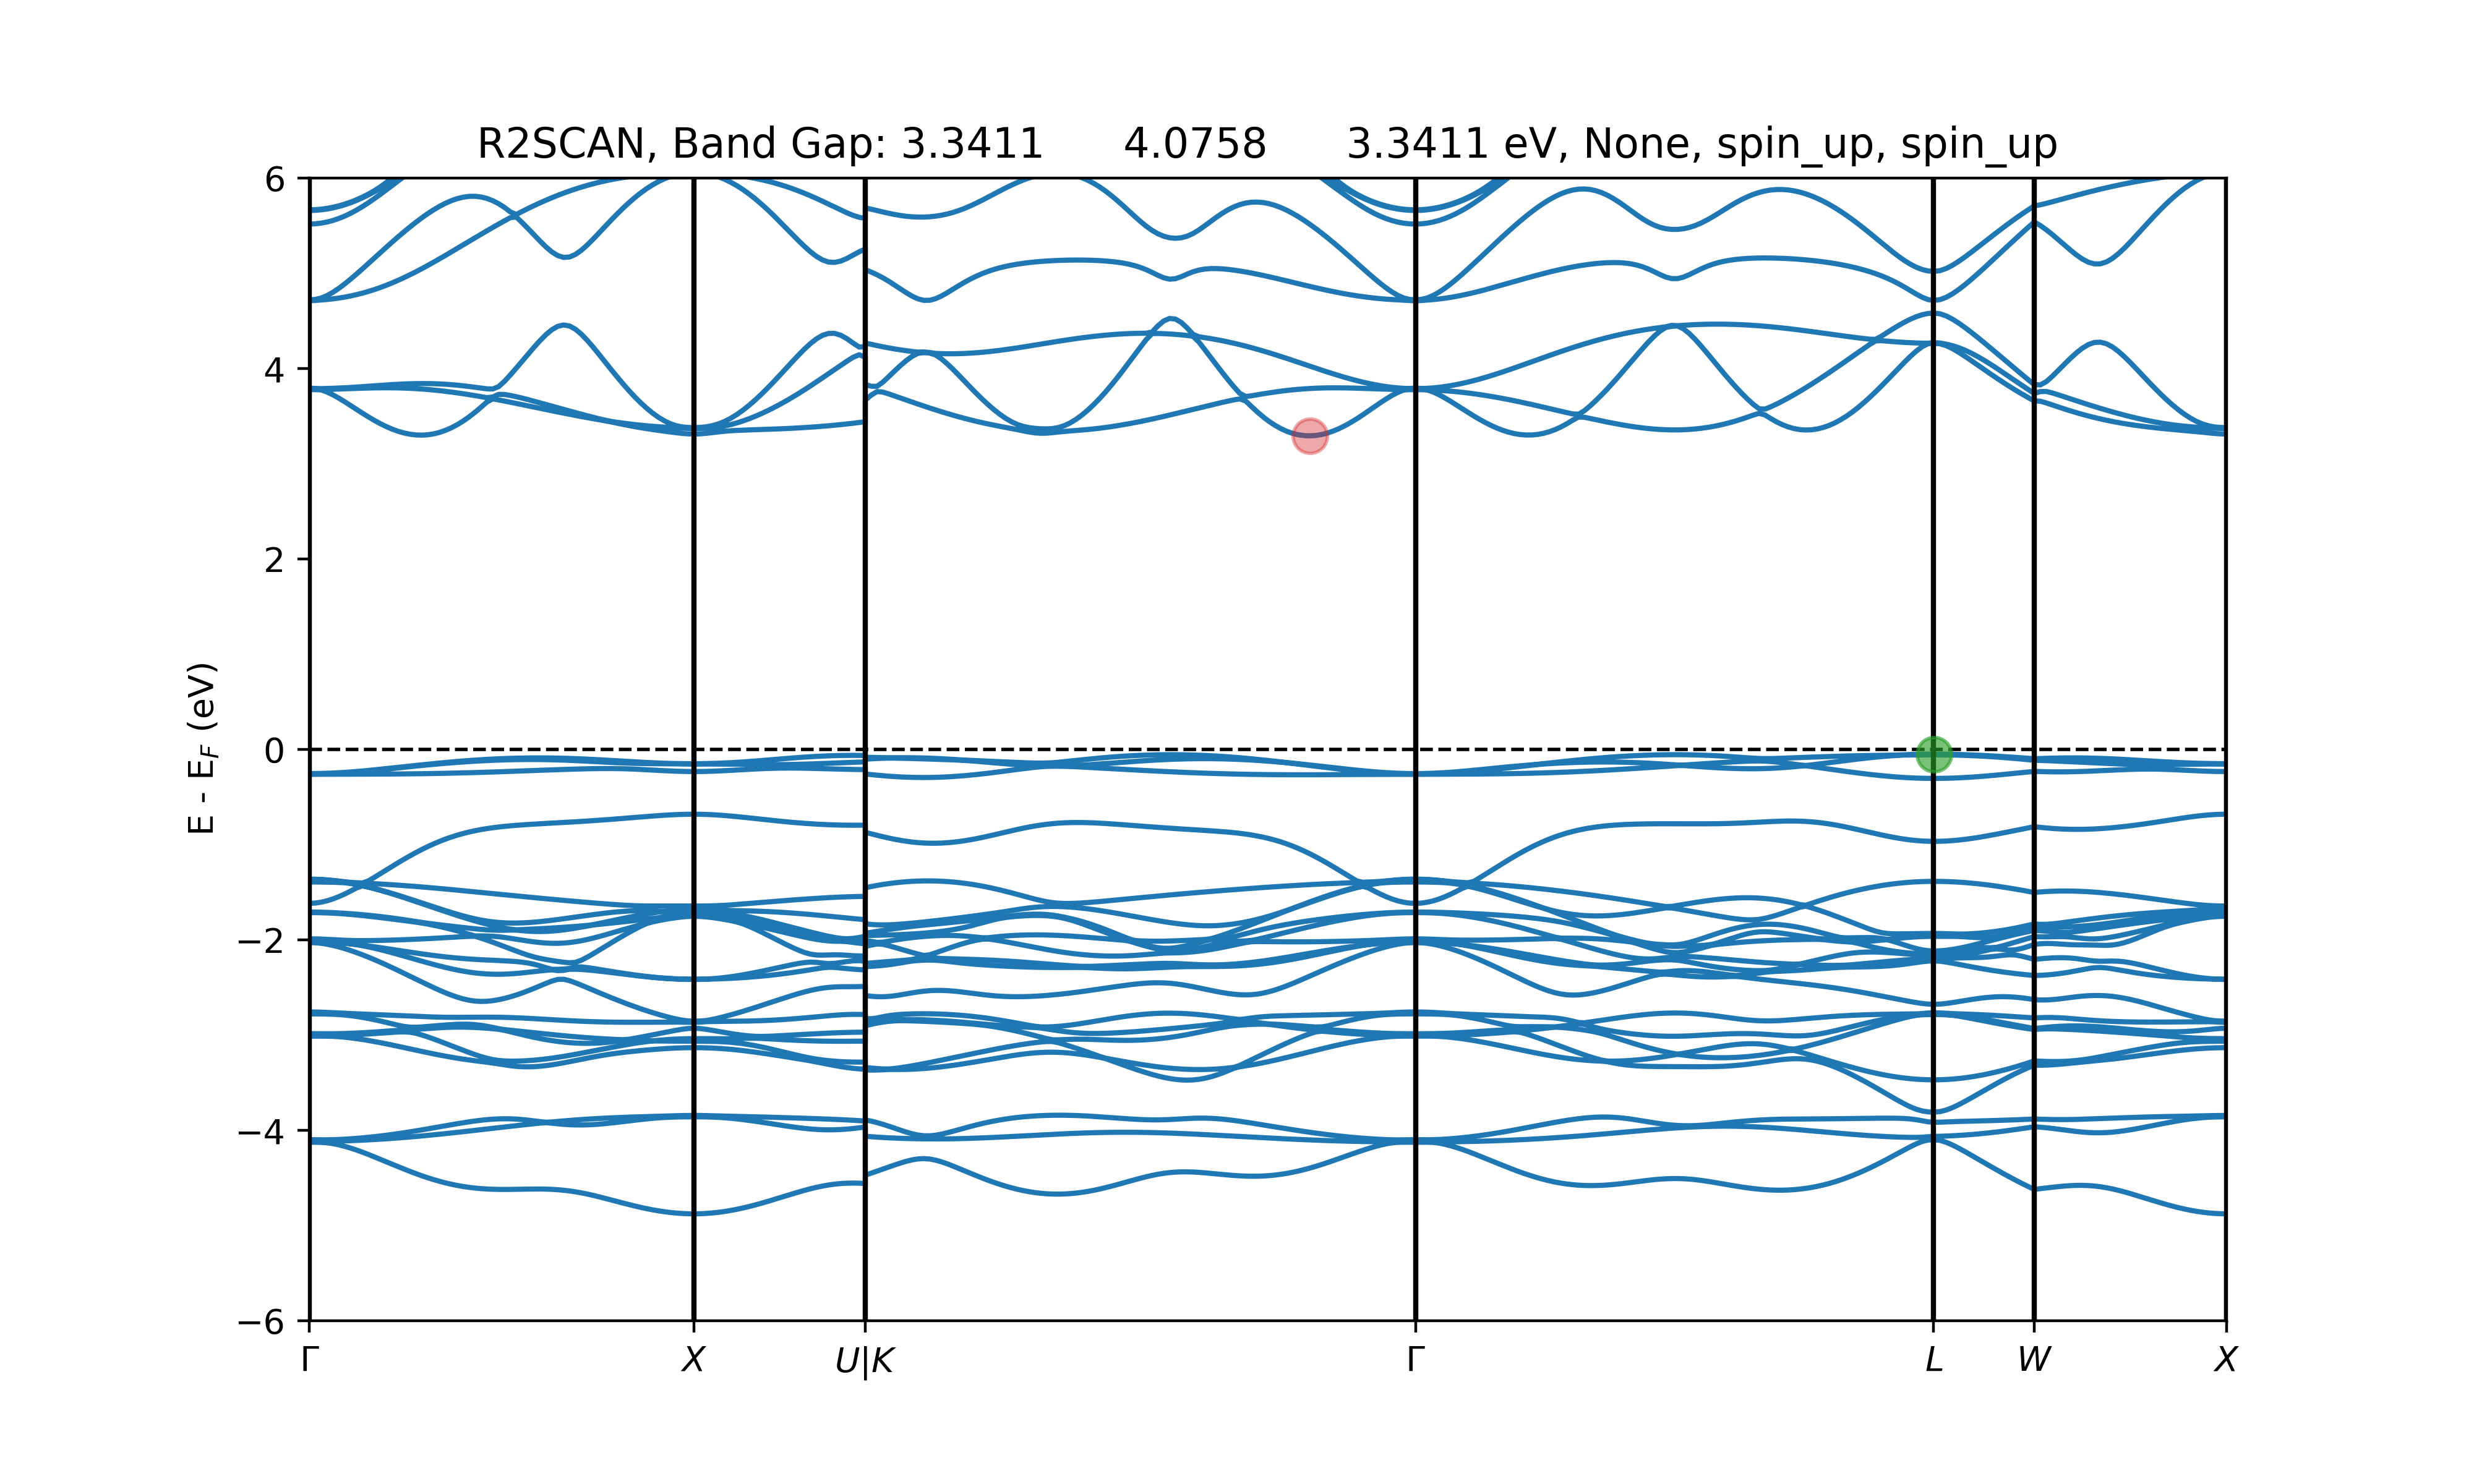 R2SCAN, Band Gap: 3.3411 4.0758 3.3411 eV, None, spin_up, spin_up
6
4
2
0
−2
−4
−6
E - E_F (eV)
Γ X U|K Γ L W X